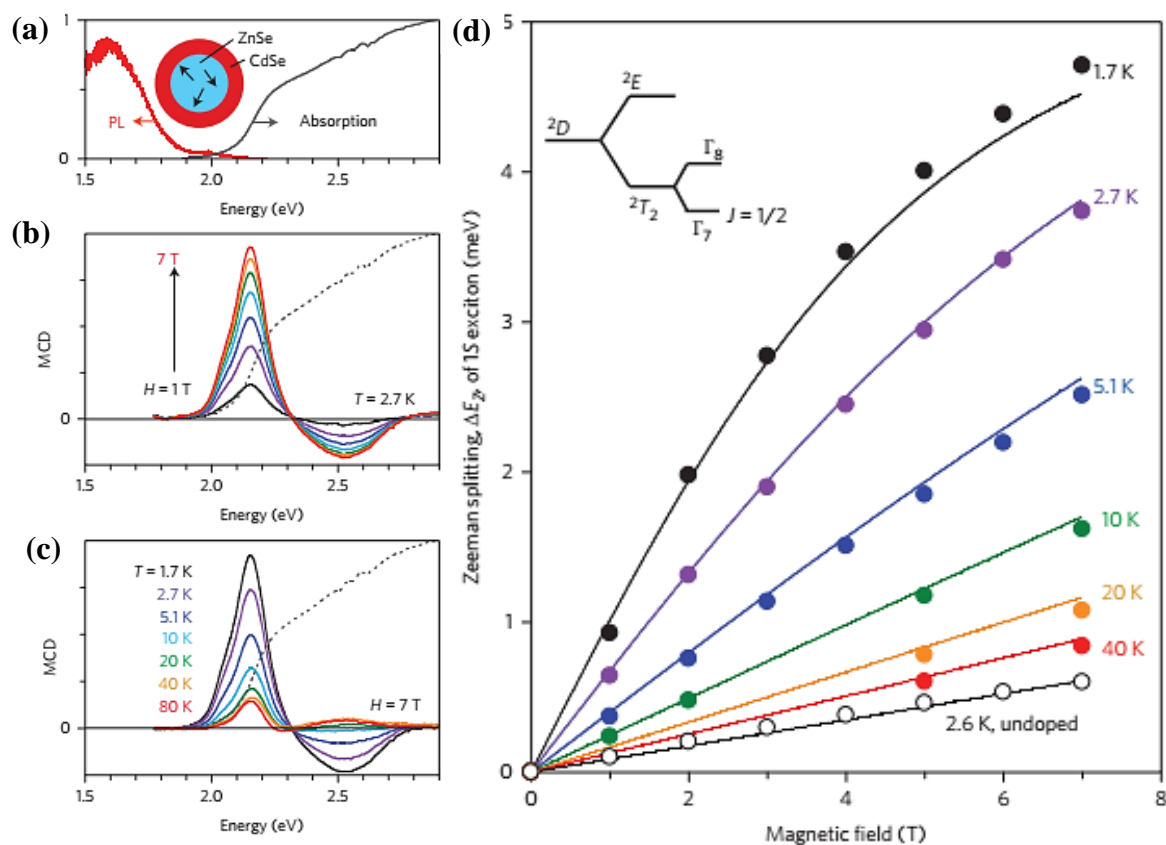 (a)
1
ZnSe
CdSe
PL
Absorption
0
1.5
2.0
2.5
Energy (eV)
(b)
7 T
MCD
H = 1 T
T = 2.7 K
0
1.5
2.0
2.5
Energy (eV)
(c)
T = 1.7 K
2.7 K
5.1 K
10 K
20 K
40 K
80 K
MCD
H = 7 T
0
1.5
2.0
2.5
Energy (eV)
(d)
5
4
3
2
1
0
Zeeman splitting, ΔE_Z, of 1S exciton (meV)
²E
²D
Γ₈
²T₂
J = 1/2
Γ₇
1.7 K
2.7 K
5.1 K
10 K
20 K
40 K
2.6 K, undoped
0
2
4
6
8
Magnetic field (T)